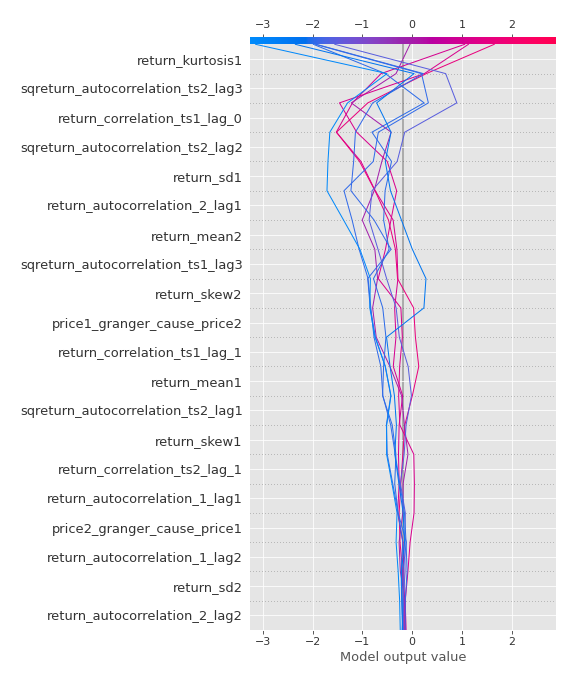 −3 −2 −1 0 1 2
return_kurtosis1
sqreturn_autocorrelation_ts2_lag3
return_correlation_ts1_lag_0
sqreturn_autocorrelation_ts2_lag2
return_sd1
return_autocorrelation_2_lag1
return_mean2
sqreturn_autocorrelation_ts1_lag3
return_skew2
price1_granger_cause_price2
return_correlation_ts1_lag_1
return_mean1
sqreturn_autocorrelation_ts2_lag1
return_skew1
return_correlation_ts2_lag_1
return_autocorrelation_1_lag1
price2_granger_cause_price1
return_autocorrelation_1_lag2
return_sd2
return_autocorrelation_2_lag2
−3 −2 −1 0 1 2
Model output value